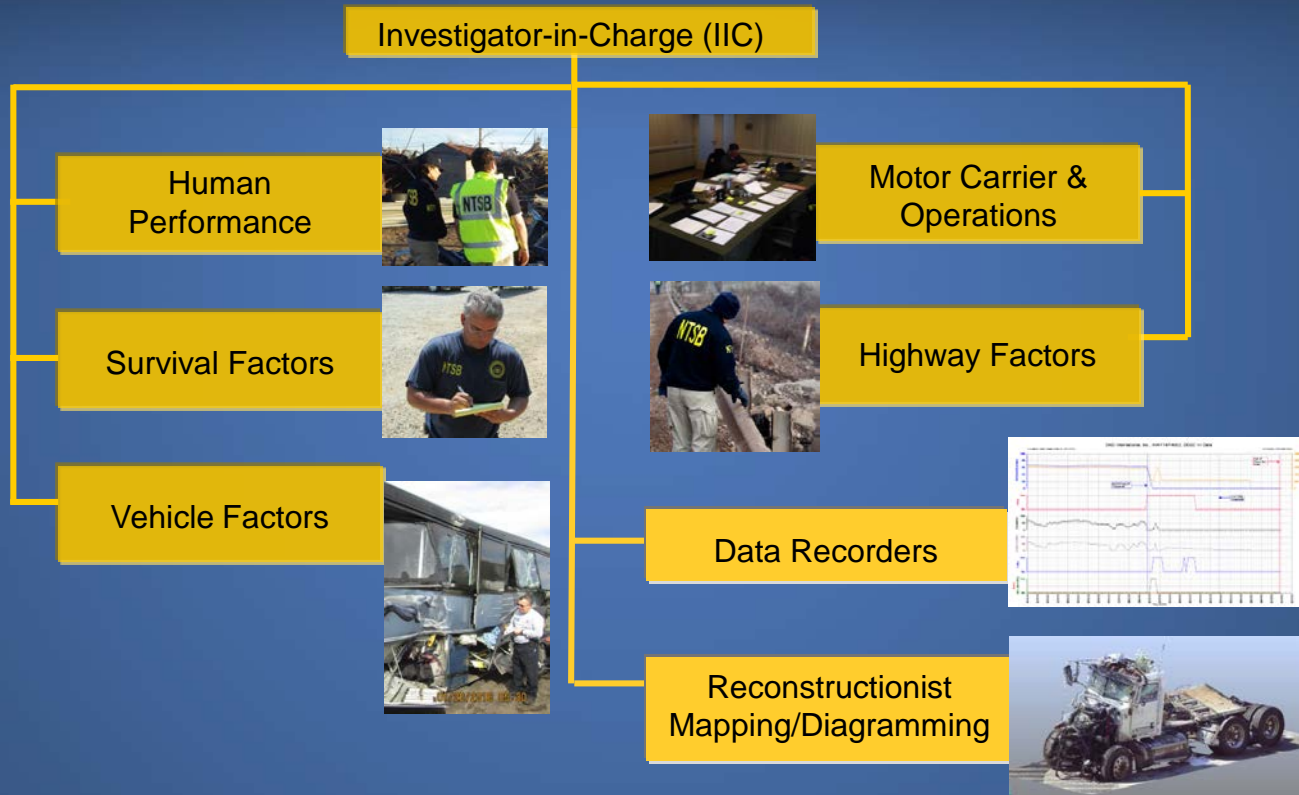 Investigator-in-Charge (IIC)
Human
Performance
NTSB
Motor Carrier &
Operations
Survival Factors
NTSB
NTSB
Highway Factors
Vehicle Factors
Data Recorders
Reconstructionist
Mapping/Diagramming